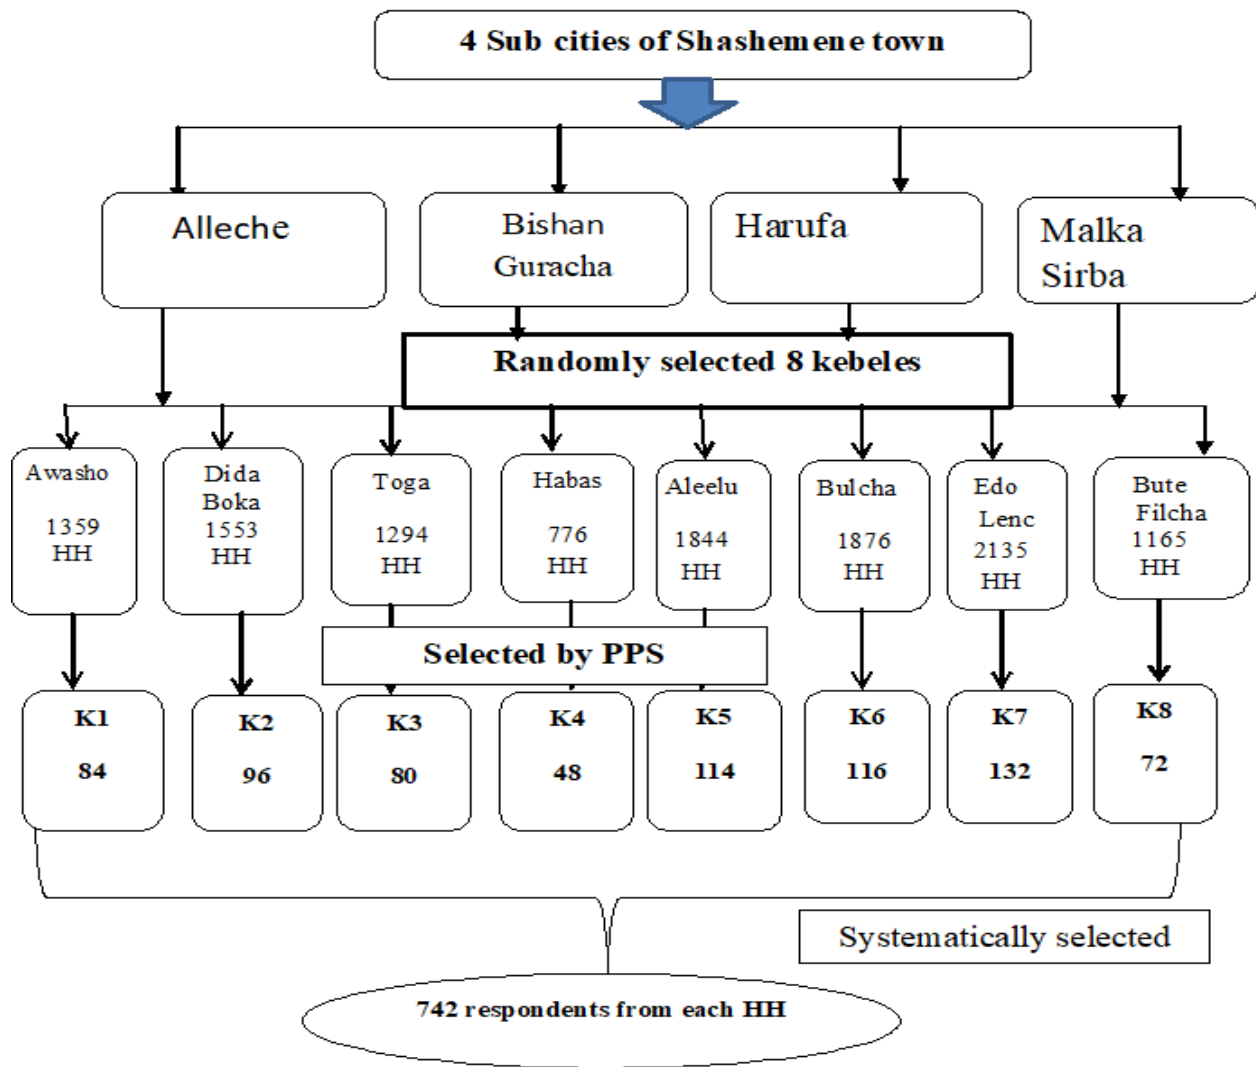 4 Sub cities of Shashemene town
Alleche
Bishan
Guracha
Harufa
Malka
Sirba
Randomly selected 8 kebeles
Awasho
1359
HH
Dida
Boka
1553
HH
Toga
1294
HH
Habas
776
HH
Aleelu
1844
HH
Bulcha
1876
HH
Edo
Lenc
2135
HH
Bute
Filcha
1165
HH
Selected by PPS
K1
84
K2
96
K3
80
K4
48
K5
114
K6
116
K7
132
K8
72
Systematically selected
742 respondents from each HH